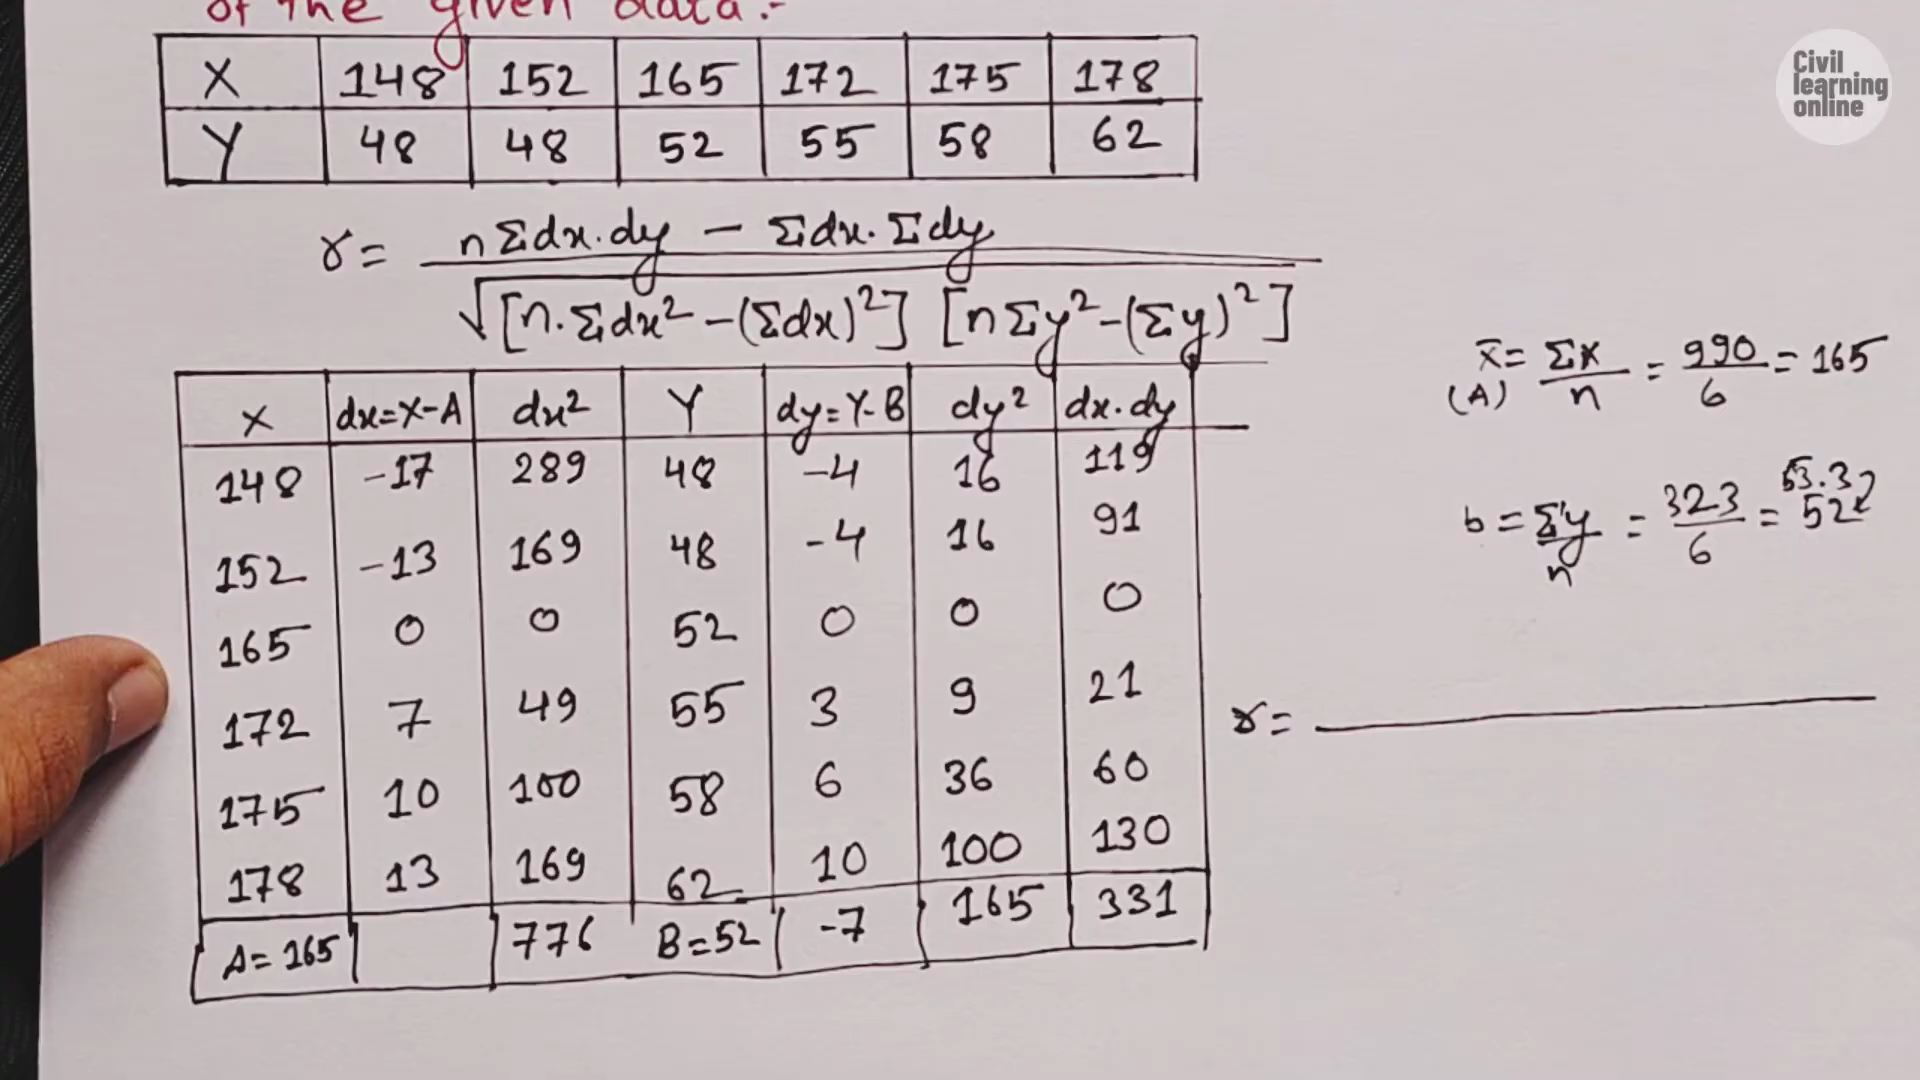 of the given data:-
X 148 152 165 172 175 178
Y 48 48 52 55 58 62
r = n Σdx.dy - Σdx.Σdy
√[n.Σdx² - (Σdx)²] [nΣy² - (Σy)²]
X dx=X-A dx² Y dy=Y-B dy² dx.dy
148 -17 289 48 -4 16 119
152 -13 169 48 -4 16 91
165 0 0 52 0 0 0
172 7 49 55 3 9 21
175 10 100 58 6 36 60
178 13 169 62 10 100 130
A=165 776 B=52 -7 165 331
x̄ = Σx/n = 990/6 = 165
(A)
b = Σy/n = 323/6 = 52
53.3
r =
Civil
learning
online